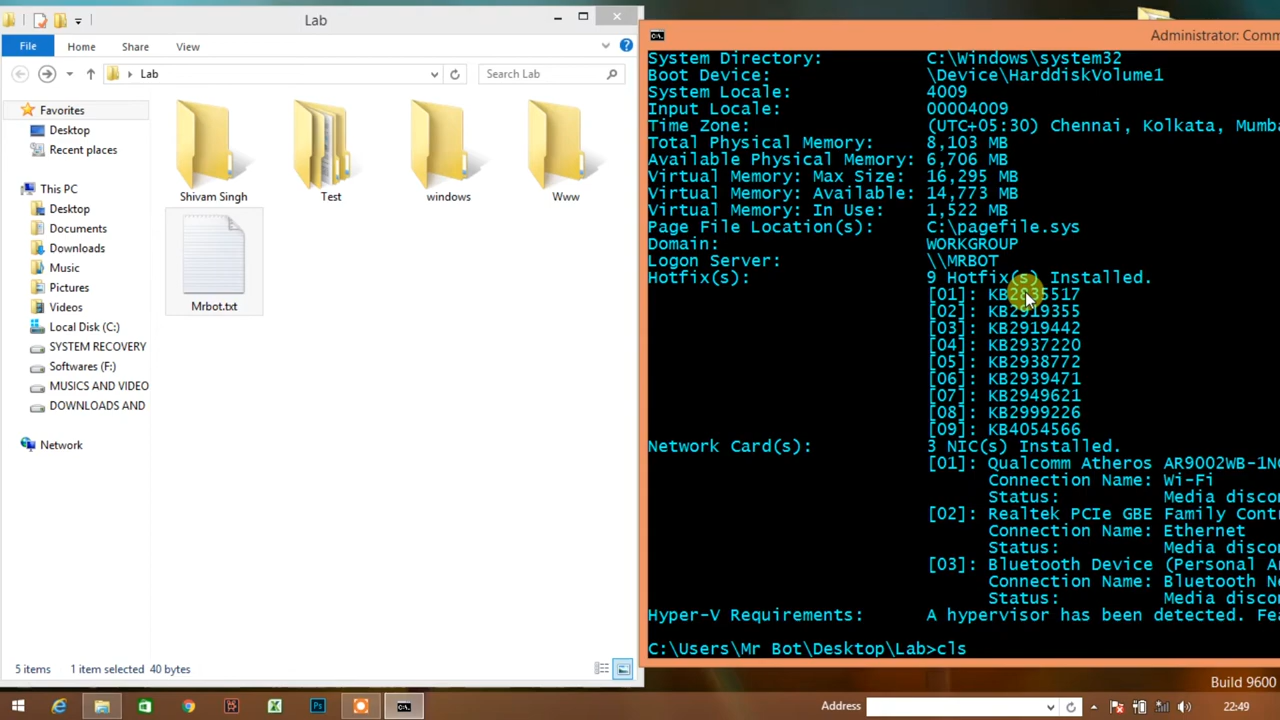 Lab
File
Home
Share
View
Lab
Search Lab
Favorites
Desktop
Recent places
This PC
Desktop
Documents
Downloads
Music
Pictures
Videos
Local Disk (C:)
SYSTEM RECOVERY
Softwares (F:)
MUSICS AND VIDEO
DOWNLOADS AND
Network
Shivam Singh
Test
windows
Www
Mrbot.txt
5 items 1 item selected 40 bytes
Administrator: Comm
System Directory: C:\Windows\system32
Boot Device: \Device\HarddiskVolume1
System Locale: 4009
Input Locale: 00004009
Time Zone: (UTC+05:30) Chennai, Kolkata, Mumba
Total Physical Memory: 8,103 MB
Available Physical Memory: 6,706 MB
Virtual Memory: Max Size: 16,295 MB
Virtual Memory: Available: 14,773 MB
Virtual Memory: In Use: 1,522 MB
Page File Location(s): C:\pagefile.sys
Domain: WORKGROUP
Logon Server: \\MRBOT
Hotfix(s): 9 Hotfix(s) Installed.
[01]: KB2835517
[02]: KB2919355
[03]: KB2919442
[04]: KB2937220
[05]: KB2938772
[06]: KB2939471
[07]: KB2949621
[08]: KB2999226
[09]: KB4054566
Network Card(s): 3 NIC(s) Installed.
[01]: Qualcomm Atheros AR9002WB-1N
Connection Name: Wi-Fi
Status: Media disco
[02]: Realtek PCIe GBE Family Cont
Connection Name: Ethernet
Status: Media disco
[03]: Bluetooth Device (Personal A
Connection Name: Bluetooth N
Status: Media disco
Hyper-V Requirements: A hypervisor has been detected. Fea
C:\Users\Mr Bot\Desktop\Lab>cls
Build 9600
Address
22:49